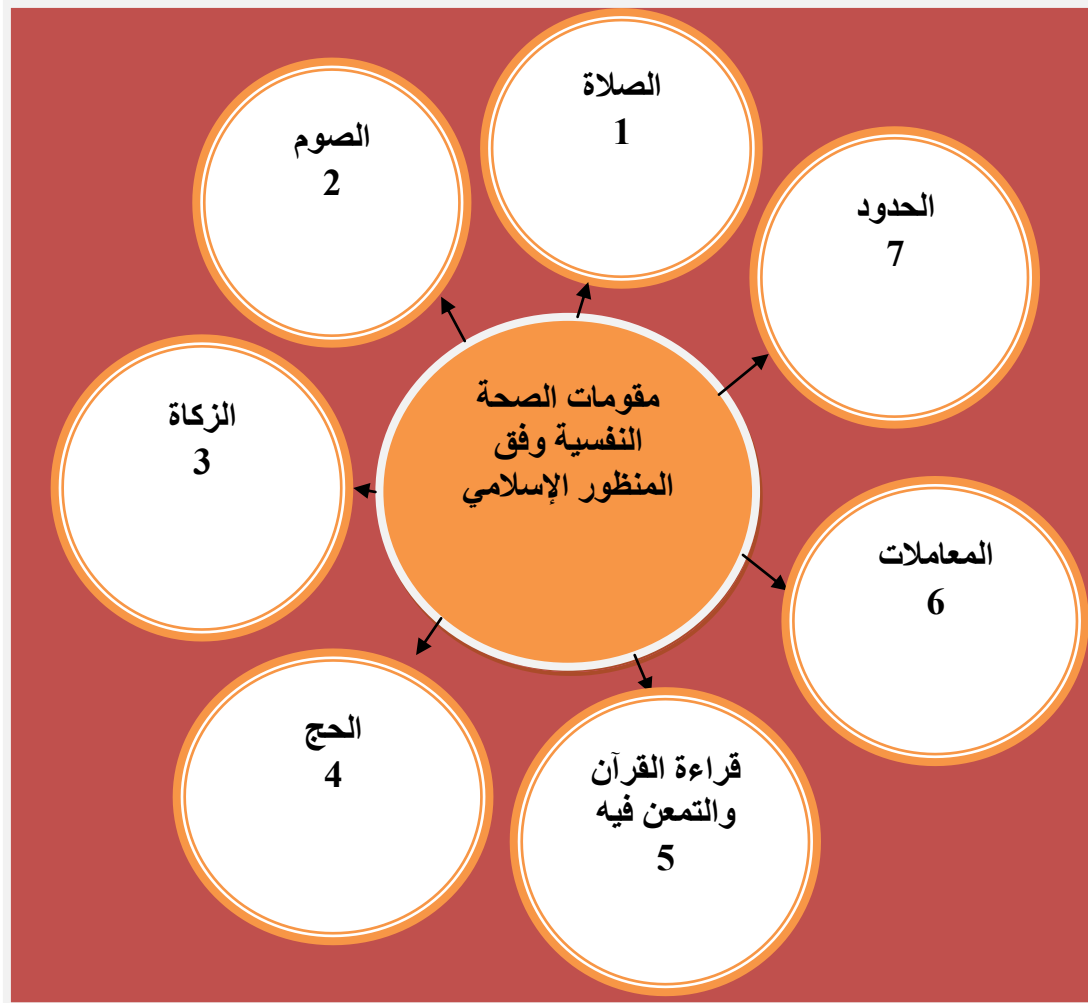 مقومات الصحة
النفسية وفق
المنظور الإسلامي
الصلاة
1
الصوم
2
الزكاة
3
الحج
4
قراءة القرآن
والتمعن فيه
5
المعاملات
6
الحدود
7